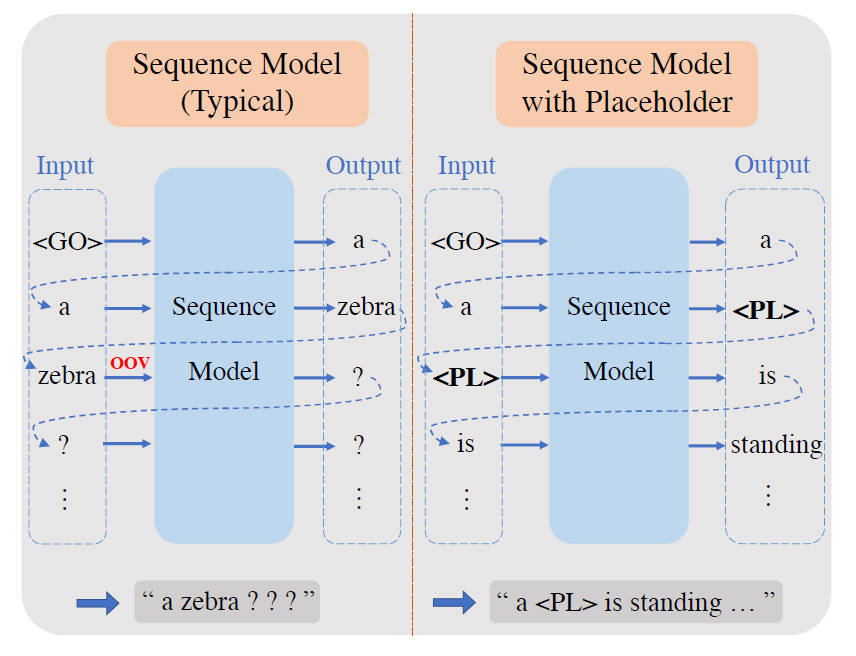 Sequence Model
(Typical)
Input
Output
<GO>
a
a
Sequence
zebra
zebra
OOV
Model
?
?
?
⋮
⋮
“ a zebra ? ? ? ”
Sequence Model
with Placeholder
Input
Output
<GO>
a
a
Sequence
<PL>
<PL>
Model
is
is
standing
⋮
⋮
“ a <PL> is standing … ”